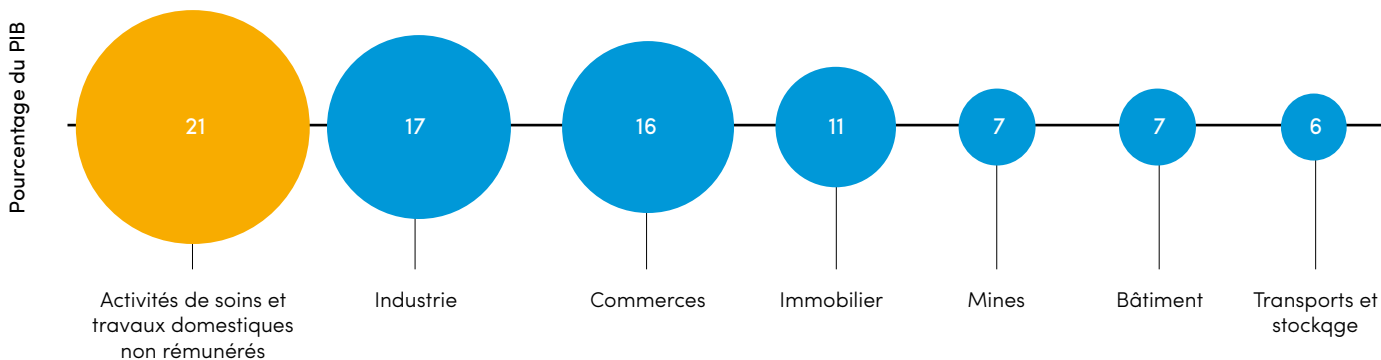 Pourcentage du PIB
21
17
16
11
7
7
6
Activités de soins et
travaux domestiques
non rémunérés
Industrie
Commerces
Immobilier
Mines
Bâtiment
Transports et
stockqge